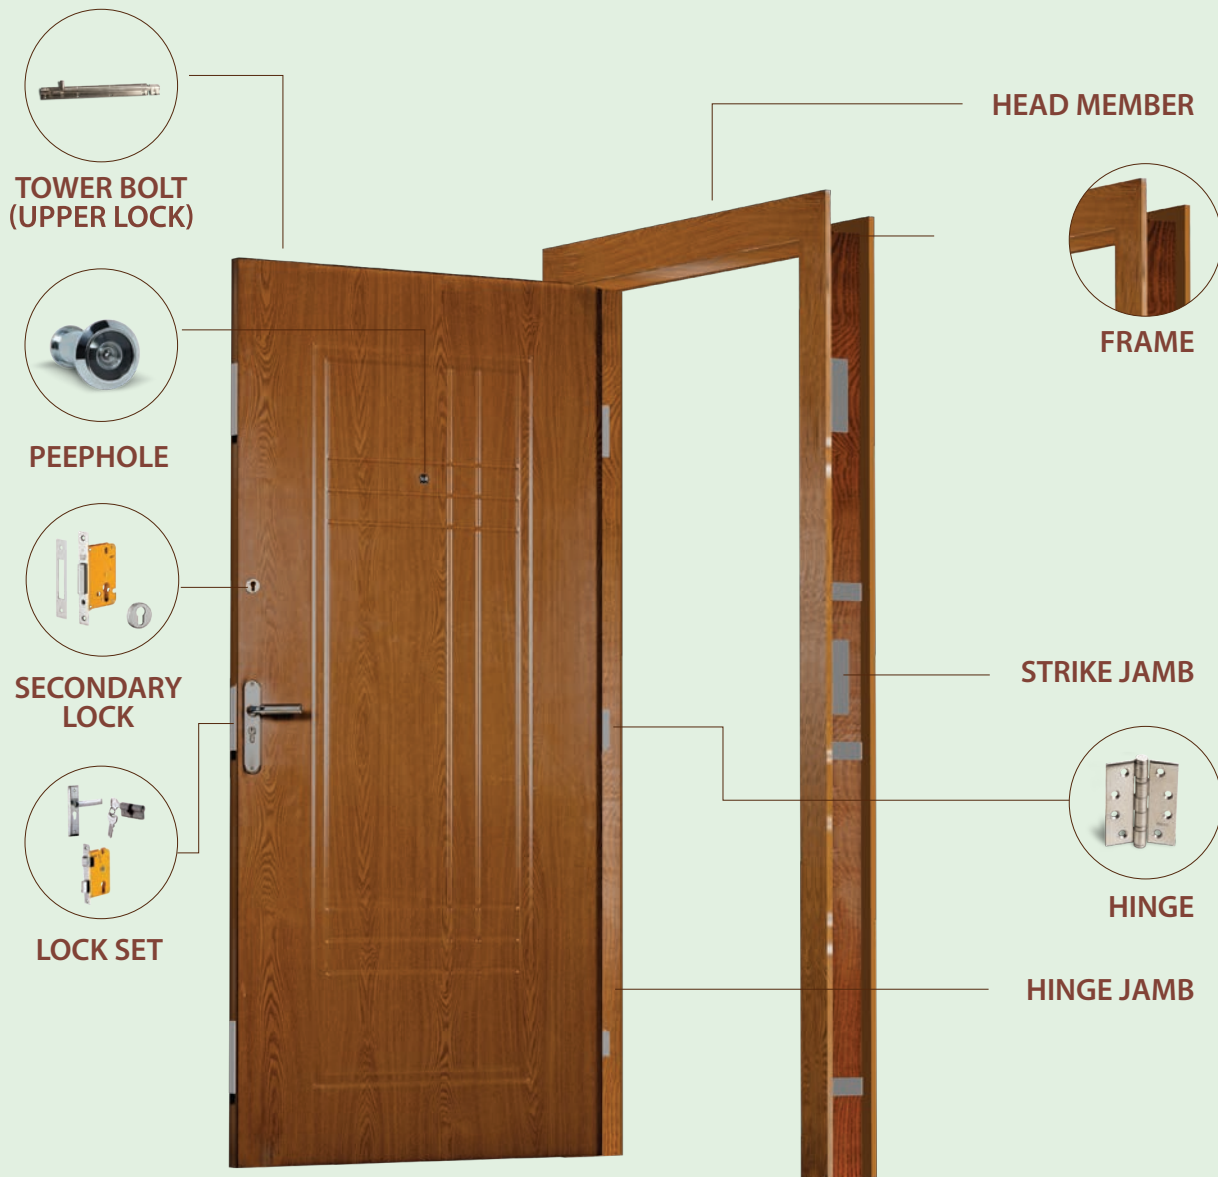 TOWER BOLT
(UPPER LOCK)
PEEPHOLE
SECONDARY
LOCK
LOCK SET
HEAD MEMBER
FRAME
STRIKE JAMB
HINGE
HINGE JAMB